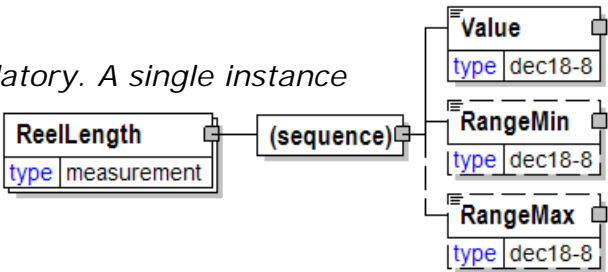 latory. A single instance
ReelLength
type measurement
(sequence)
Value
type dec18-8
RangeMin
type dec18-8
RangeMax
type dec18-8